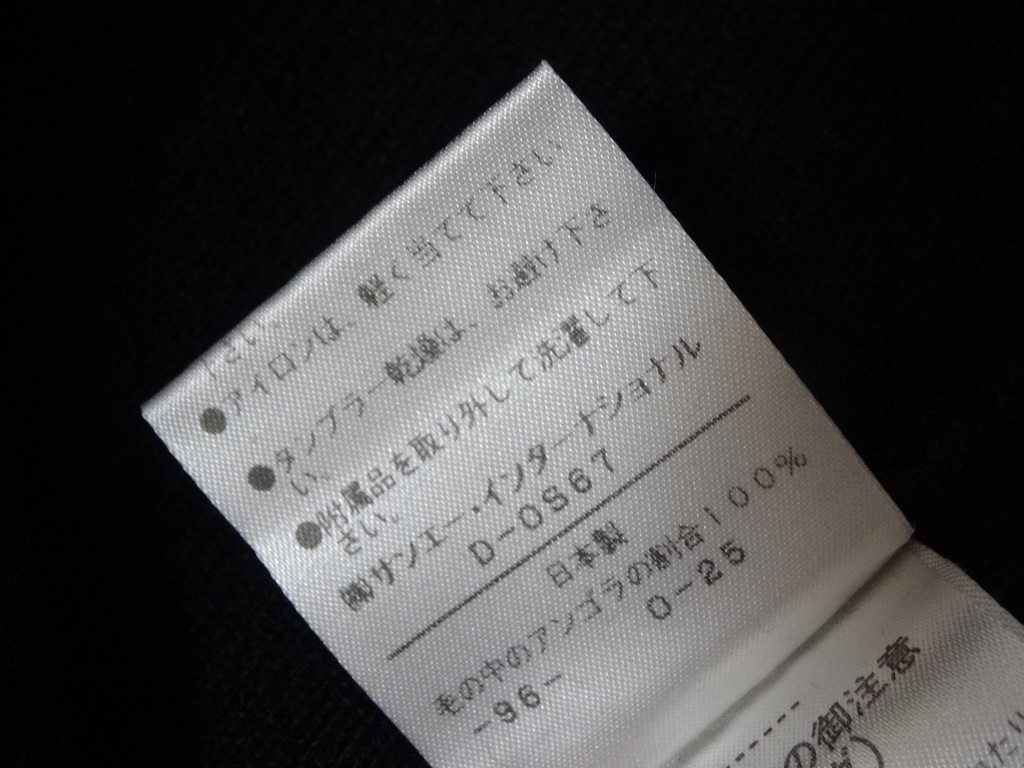 下さい。
●アイロンは、軽く当てて下さい
●タンブラー乾燥は、お避け下さ
い。
●附属品を取り外して洗濯して下
さい。
㈱サンエー・インターナショナル
D-0S67
日本製
毛の中のアンゴラの割合100%
-96- 0-25
の御注意